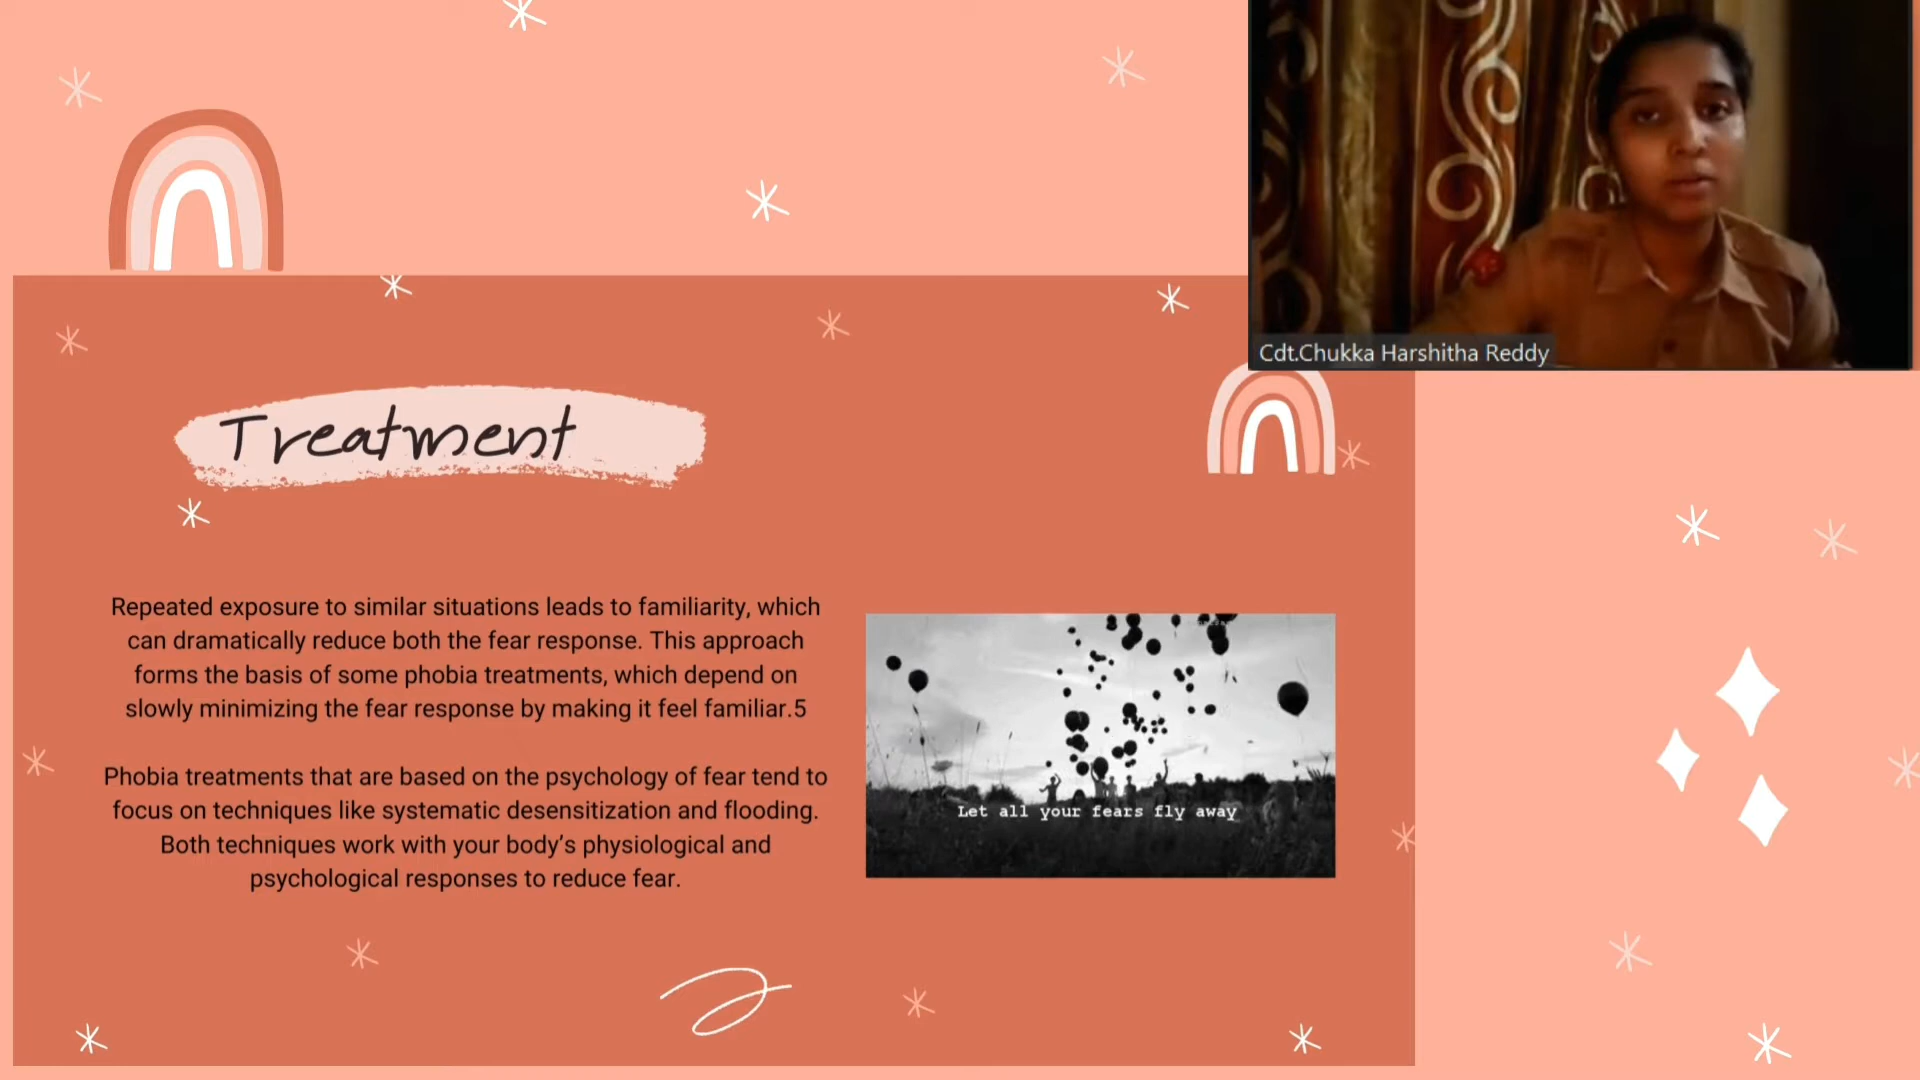 Cdt.Chukka Harshitha Reddy
Treatment
Repeated exposure to similar situations leads to familiarity, which
can dramatically reduce both the fear response. This approach
forms the basis of some phobia treatments, which depend on
slowly minimizing the fear response by making it feel familiar.5
Phobia treatments that are based on the psychology of fear tend to
focus on techniques like systematic desensitization and flooding.
Both techniques work with your body’s physiological and
psychological responses to reduce fear.
Let all your fears fly away